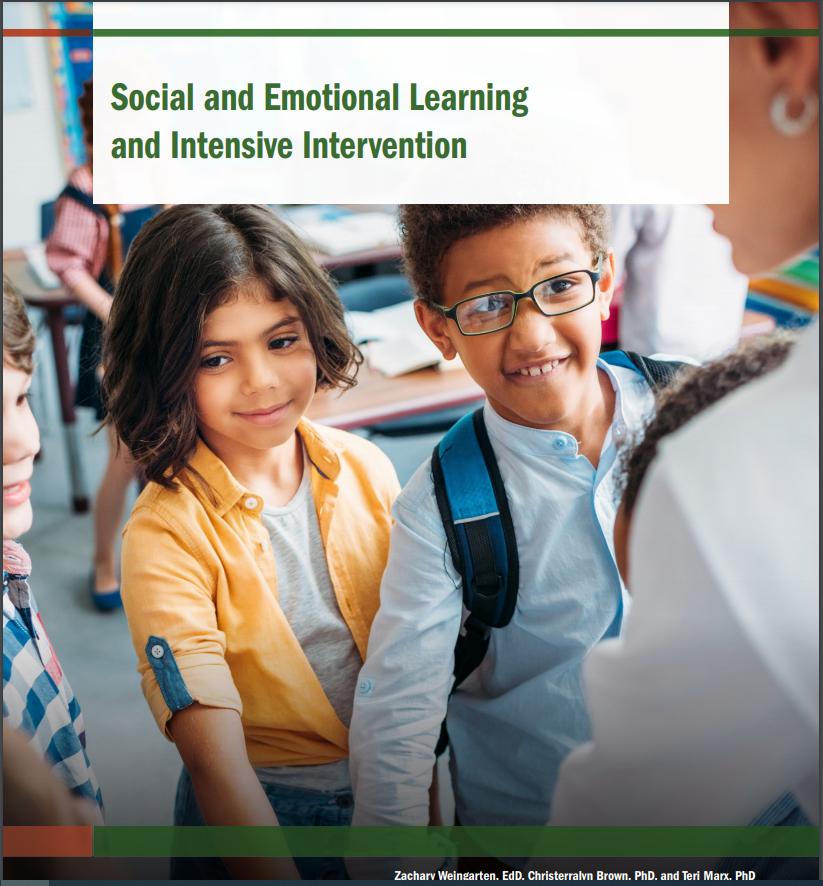 Social and Emotional Learning
and Intensive Intervention
Zachary Weingarten, EdD, Christerralyn Brown, PhD, and Teri Marx, PhD